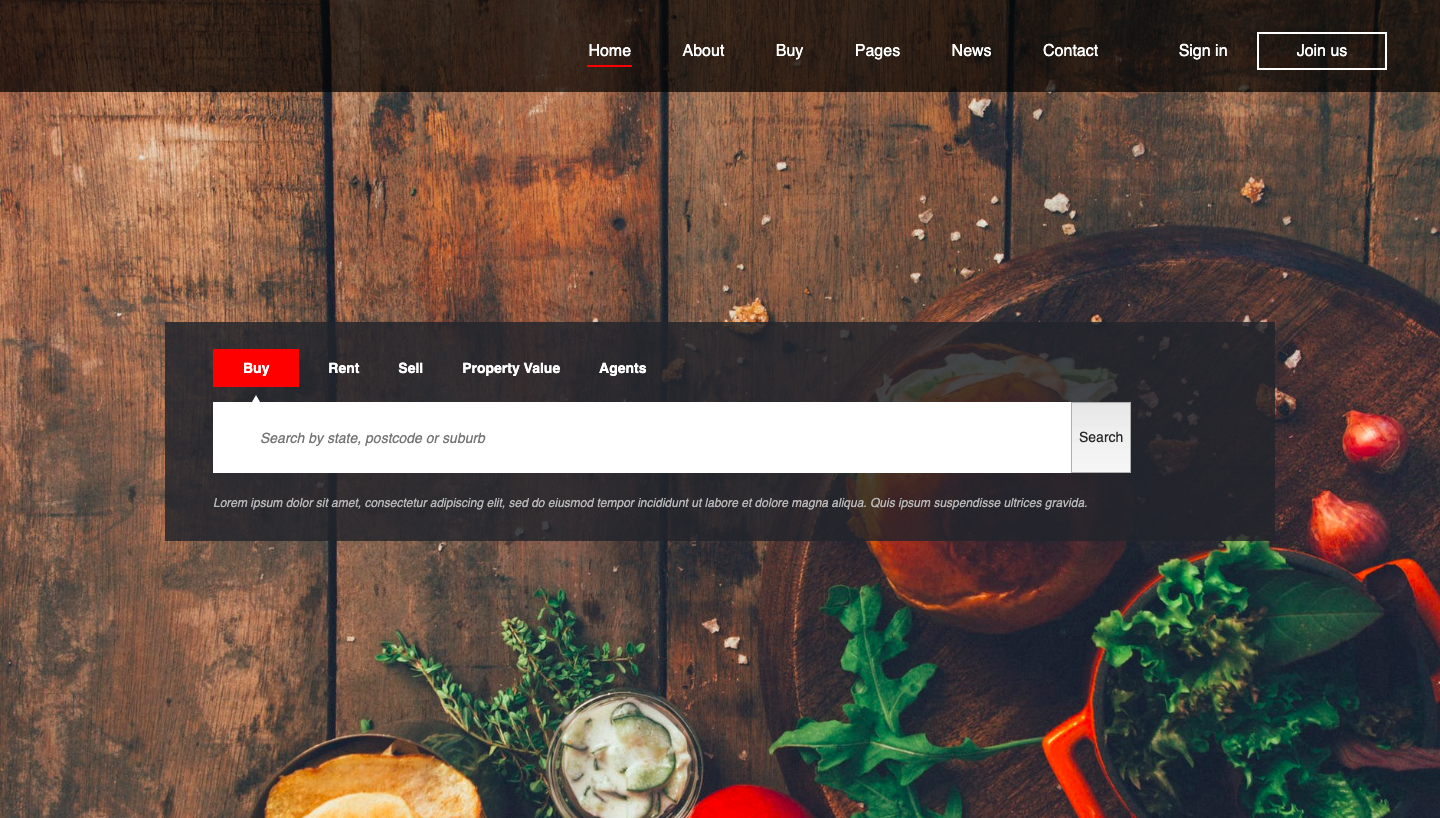 Home About Buy Pages News Contact Sign in Join us
Buy Rent Sell Property Value Agents
Search by state, postcode or suburb Search
Lorem ipsum dolor sit amet, consectetur adipiscing elit, sed do eiusmod tempor incididunt ut labore et dolore magna aliqua. Quis ipsum suspendisse ultrices gravida.